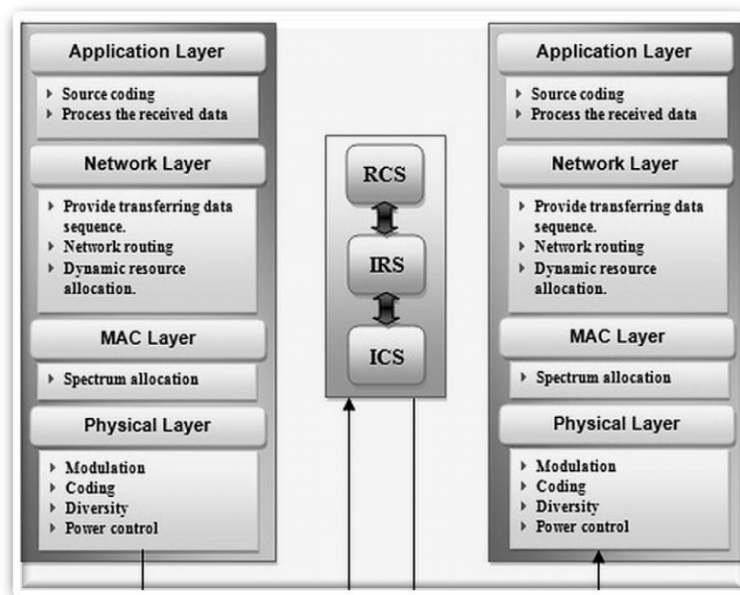 Application Layer
Source coding
Process the received data
Network Layer
Provide transferring data
sequence.
Network routing
Dynamic resource
allocation.
MAC Layer
Spectrum allocation
Physical Layer
Modulation
Coding
Diversity
Power control
RCS
IRS
ICS
Application Layer
Source coding
Process the received data
Network Layer
Provide transferring data
sequence.
Network routing
Dynamic resource
allocation.
MAC Layer
Spectrum allocation
Physical Layer
Modulation
Coding
Diversity
Power control